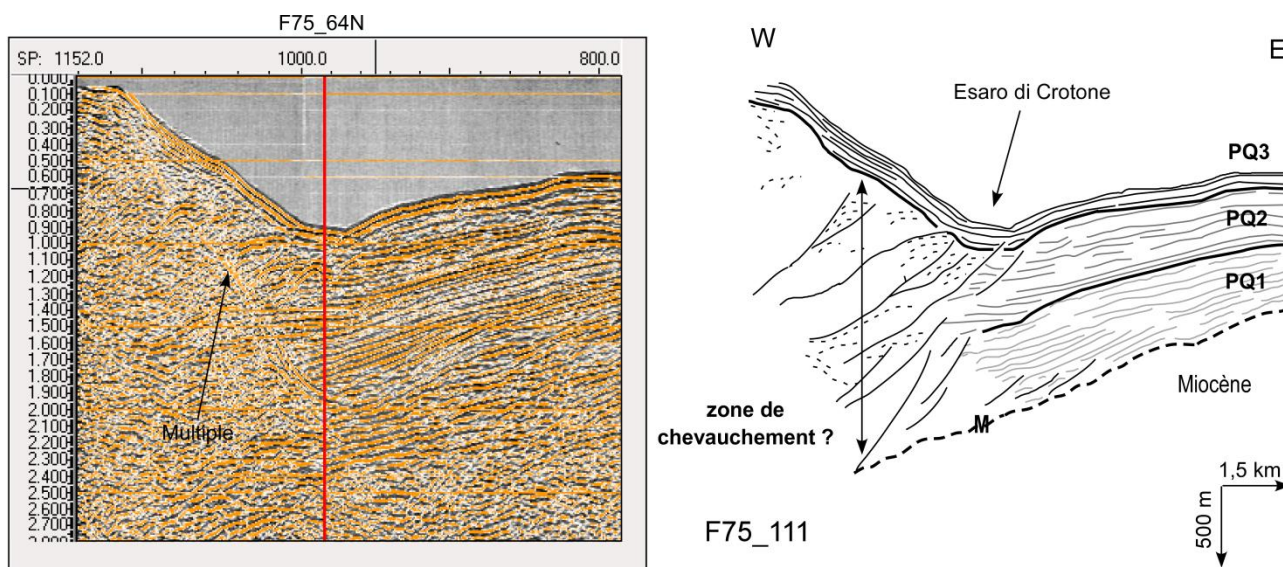 F75_64N
SP: 1152.0 1000.0 800.0
0.000
0.100
0.200
0.300
0.400
0.500
0.600
0.700
0.800
0.900
1.000
1.100
1.200
1.300
1.400
1.500
1.600
1.700
1.800
1.900
2.000
2.100
2.200
2.300
2.400
2.500
2.600
2.700
Multiple
W
E
Esaro di Crotone
PQ3
PQ2
PQ1
Miocène
zone de
chevauchement ?
M
F75_111
1,5 km
500 m